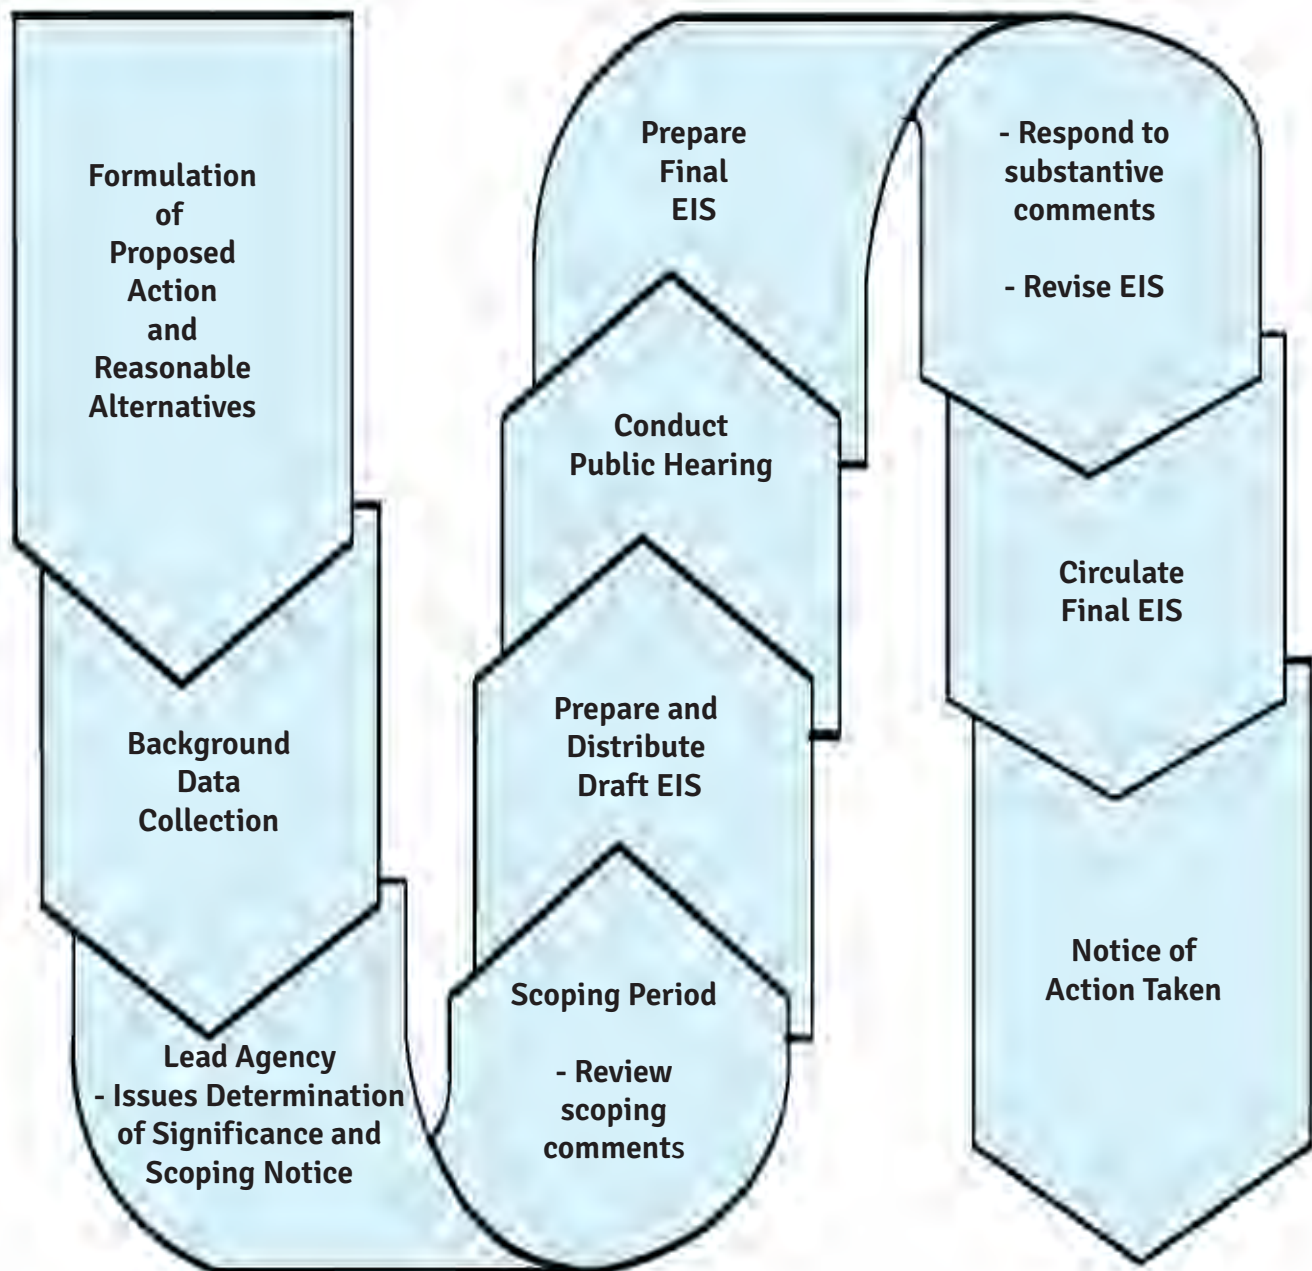 Formulation
of
Proposed
Action
and
Reasonable
Alternatives
Background
Data
Collection
Lead Agency
- Issues Determination
of Significance and
Scoping Notice
Scoping Period
- Review
scoping
comments
Prepare and
Distribute
Draft EIS
Conduct
Public Hearing
Prepare
Final
EIS
- Respond to
substantive
comments
- Revise EIS
Circulate
Final EIS
Notice of
Action Taken